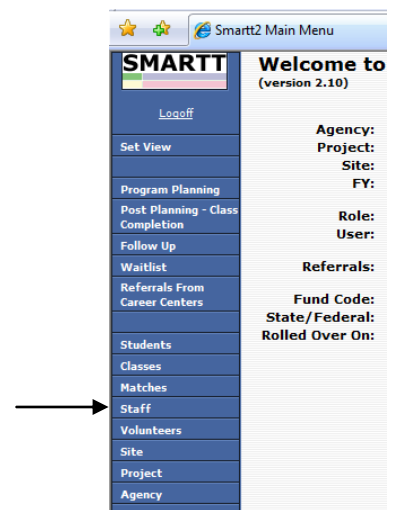 Smartt2 Main Menu
SMARTT
Logoff
Set View
Program Planning
Post Planning - Class
Completion
Follow Up
Waitlist
Referrals From
Career Centers
Students
Classes
Matches
Staff
Volunteers
Site
Project
Agency
Welcome to
(version 2.10)
Agency:
Project:
Site:
FY:
Role:
User:
Referrals:
Fund Code:
State/Federal:
Rolled Over On: